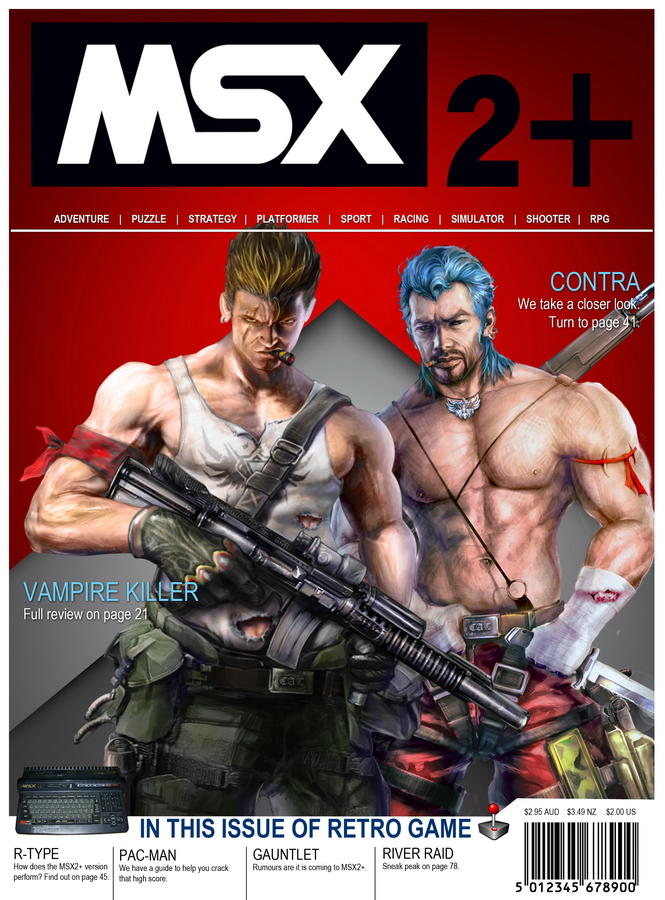 MSX 2+
ADVENTURE | PUZZLE | STRATEGY | PLATFORMER | SPORT | RACING | SIMULATOR | SHOOTER | RPG
CONTRA
We take a closer look.
Turn to page 41.
VAMPIRE KILLER
Full review on page 21
MSX
IN THIS ISSUE OF RETRO GAME
$2.95 AUD $3.49 NZ $2.00 US
R-TYPE
How does the MSX2+ version
perform? Find out on page 45.
PAC-MAN
We have a guide to help you crack
that high score.
GAUNTLET
Rumours are it is coming to MSX2+.
RIVER RAID
Sneak peak on page 78.
5 012345 678900